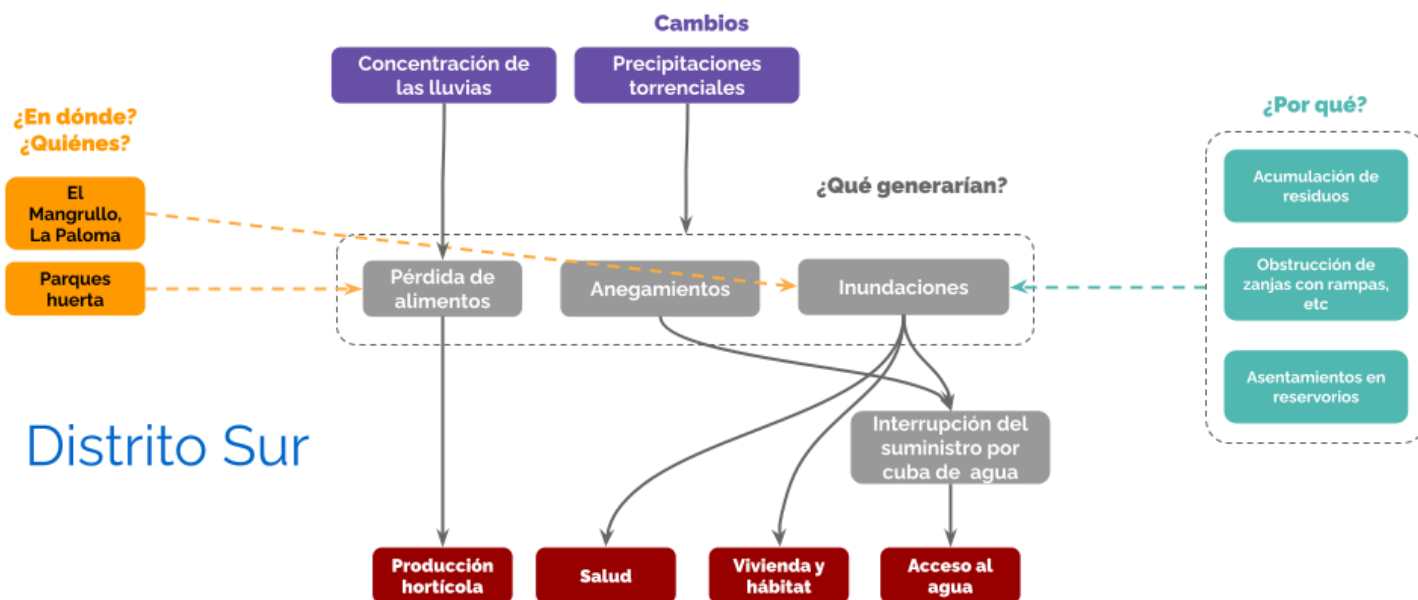 Cambios
Concentración de
las lluvias
Precipitaciones
torrenciales
¿En dónde?
¿Quiénes?
¿Por qué?
El
Mangrullo,
La Paloma
Parques
huerta
¿Qué generarían?
Acumulación de
residuos
Pérdida de
alimentos
Anegamientos
Inundaciones
Obstrucción de
zanjas con rampas,
etc
Asentamientos en
reservorios
Distrito Sur
Interrupción del
suministro por
cuba de agua
Producción
hortícola
Salud
Vivienda y
hábitat
Acceso al
agua